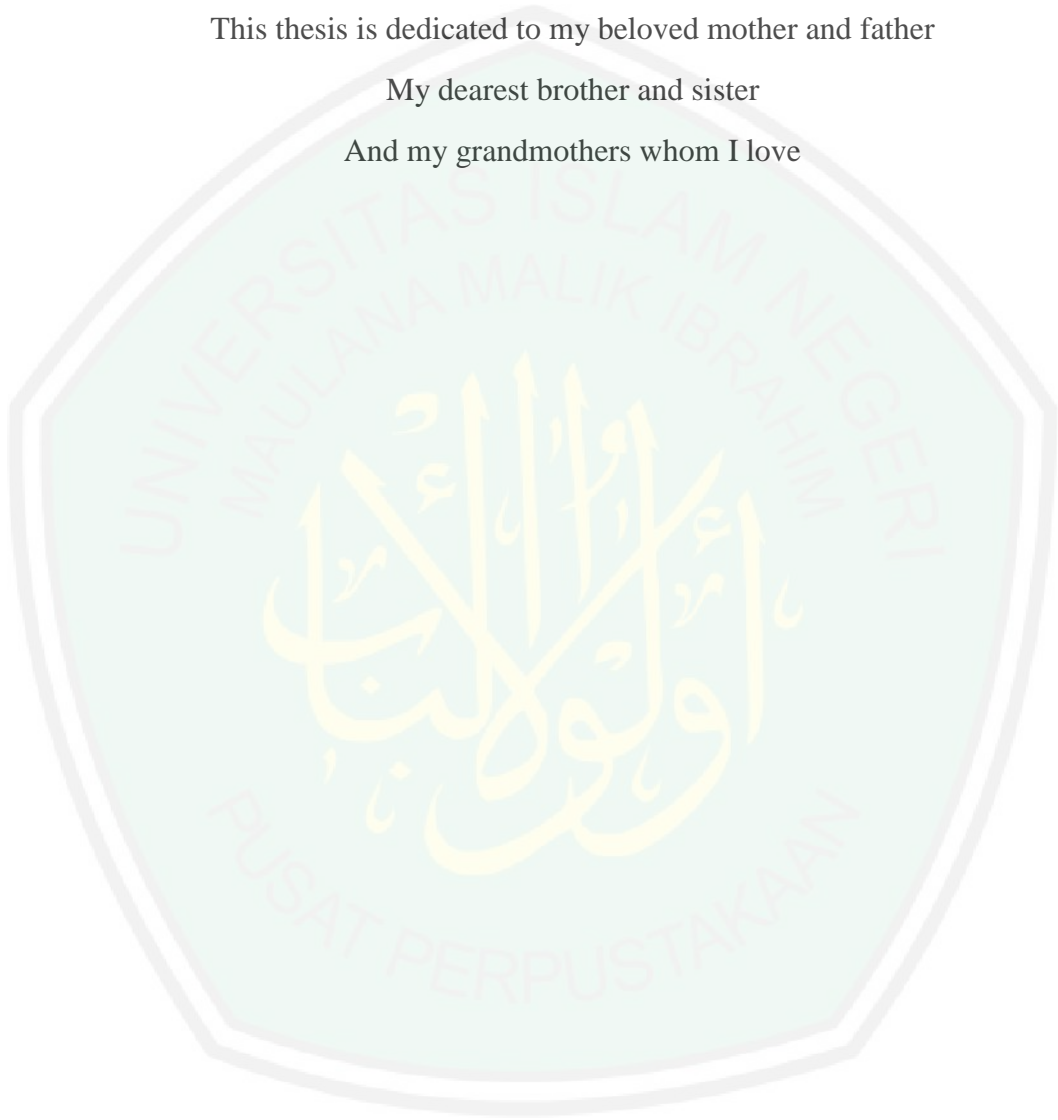 This thesis is dedicated to my beloved mother and father
My dearest brother and sister
And my grandmothers whom I love
UNIVERSITAS ISLAM NEGERI
MAULANA MALIK IBRAHIM
أولوا الألباب
PUSAT PERPUSTAKAAN